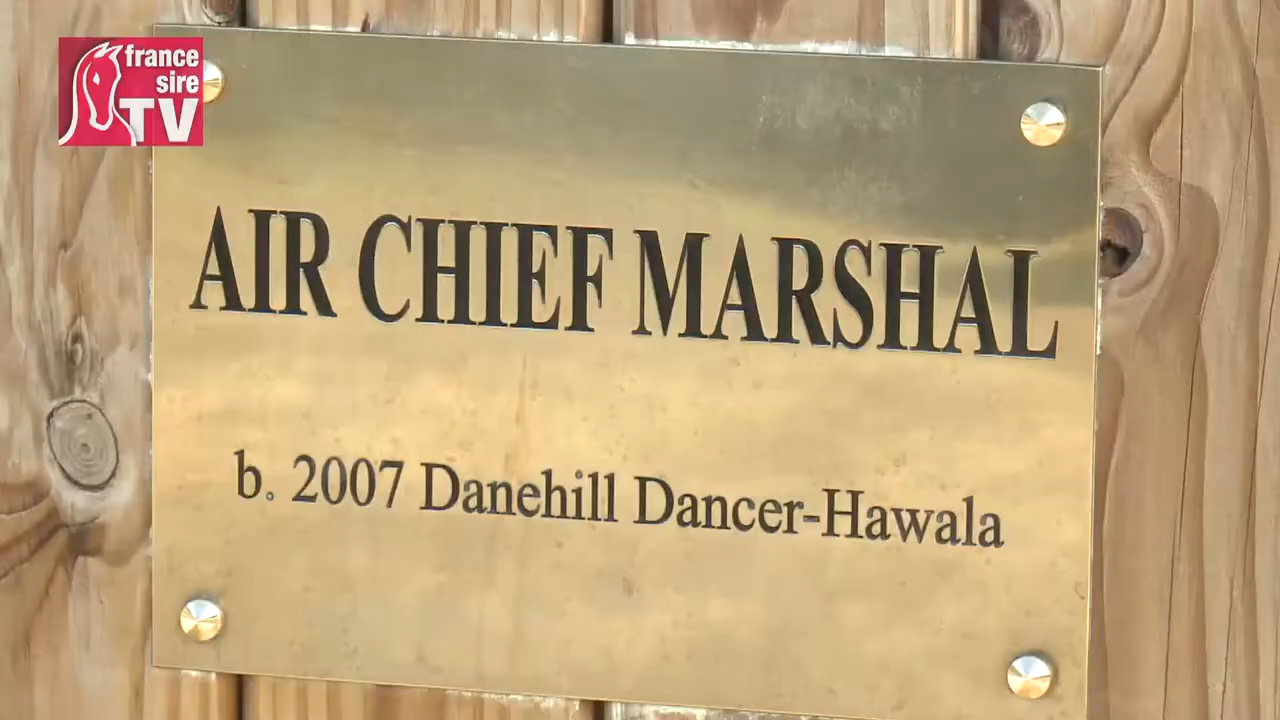 france
sire
TV
AIR CHIEF MARSHAL
b. 2007 Danehill Dancer-Hawala